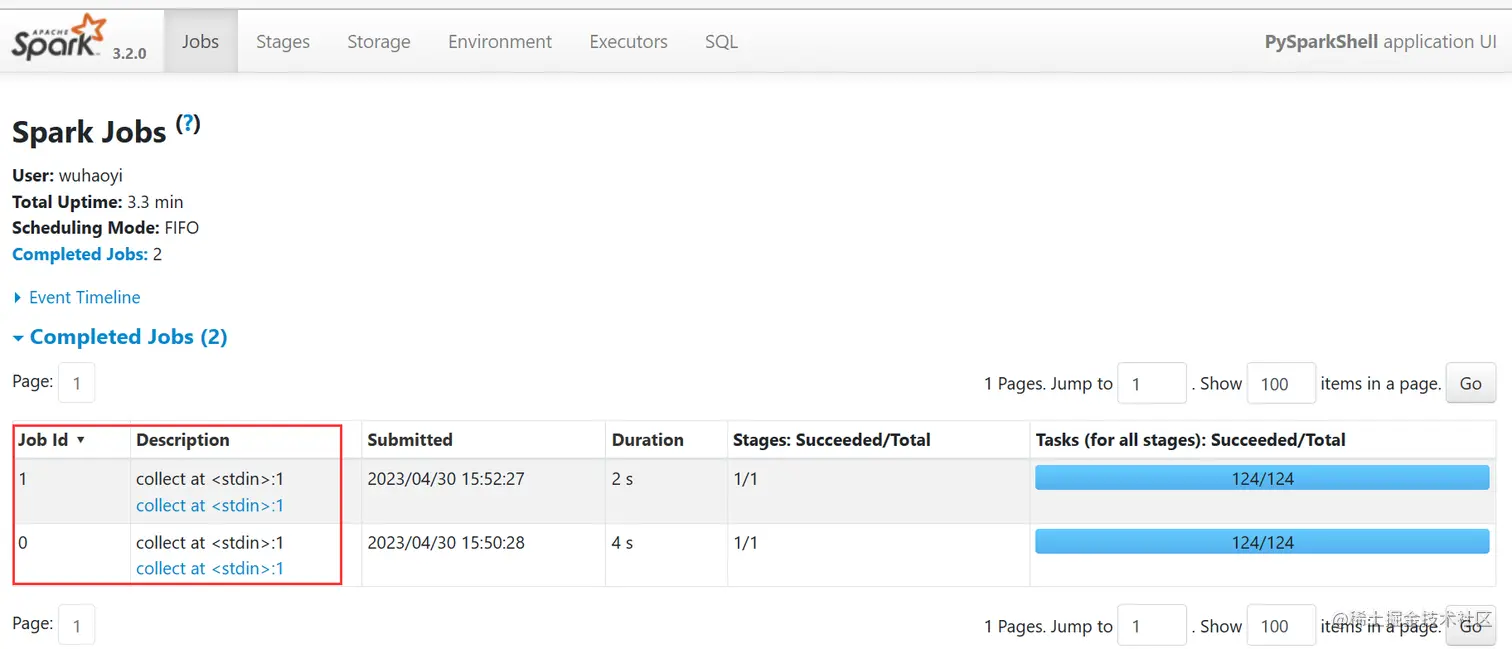 APACHE Spark 3.2.0 Jobs Stages Storage Environment Executors SQL PySparkShell application UI
Spark Jobs (?)
User: wuhaoyi
Total Uptime: 3.3 min
Scheduling Mode: FIFO
Completed Jobs: 2
Event Timeline
Completed Jobs (2)
Page: 1 1 Pages. Jump to 1 . Show 100 items in a page. Go
Job Id ▾ Description Submitted Duration Stages: Succeeded/Total Tasks (for all stages): Succeeded/Total
1 collect at <stdin>:1 2023/04/30 15:52:27 2 s 1/1 124/124
collect at <stdin>:1
0 collect at <stdin>:1 2023/04/30 15:50:28 4 s 1/1 124/124
collect at <stdin>:1
Page: 1 1 Pages. Jump to 1 . Show 100 items in a page. Go
@稀土掘金技术社区